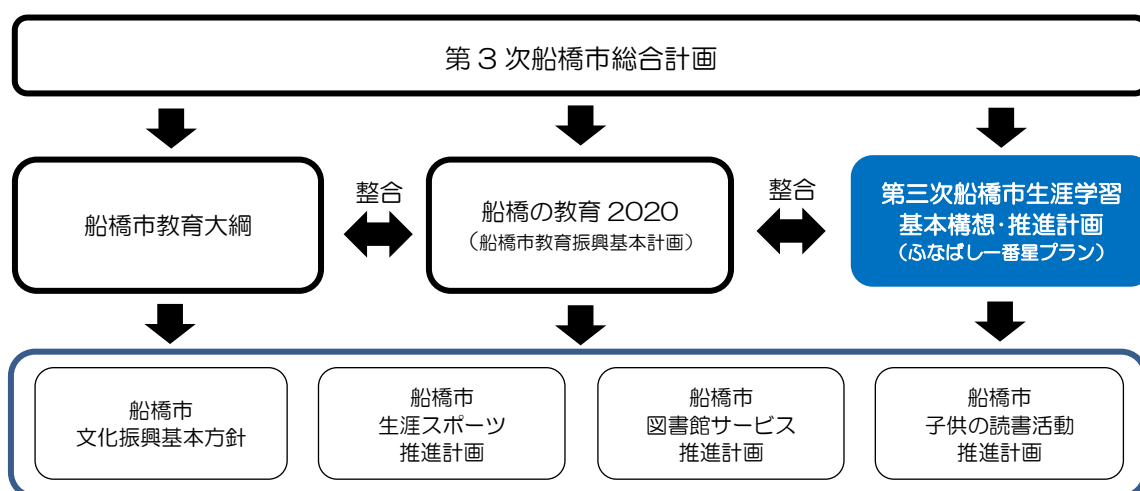 第3次船橋市総合計画
船橋市教育大綱
整合
船橋の教育2020
（船橋市教育振興基本計画）
整合
第三次船橋市生涯学習
基本構想・推進計画
（ふなばし一番星プラン）
船橋市
文化振興基本方針
船橋市
生涯スポーツ
推進計画
船橋市
図書館サービス
推進計画
船橋市
子供の読書活動
推進計画